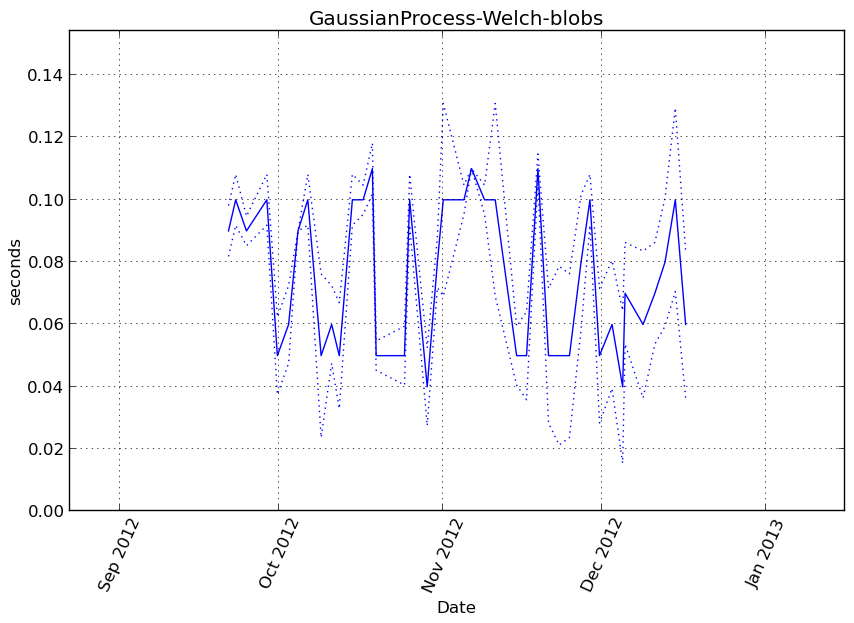 GaussianProcess-Welch-blobs
0.14
0.12
0.10
0.08
0.06
0.04
0.02
0.00
seconds
Sep 2012
Oct 2012
Nov 2012
Dec 2012
Jan 2013
Date